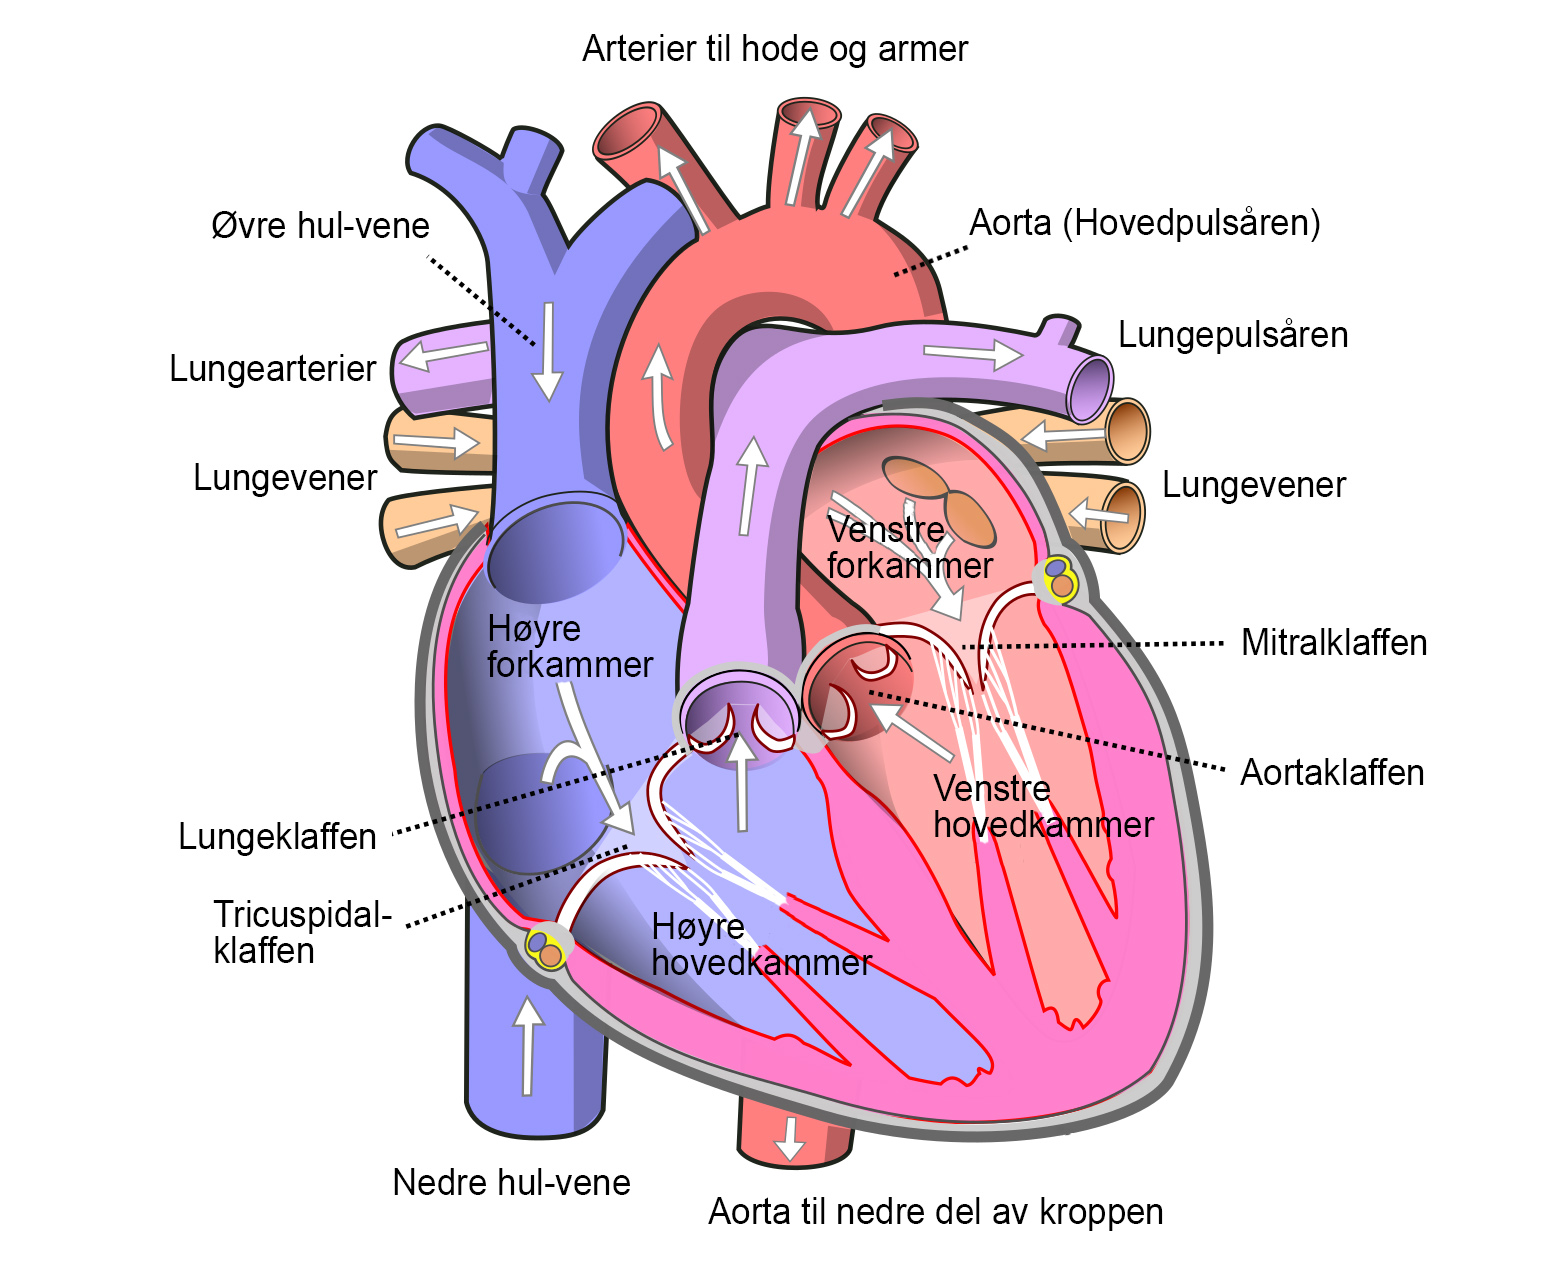 Arterier til hode og armer
Øvre hul-vene
Aorta (Hovedpulsåren)
Lungepulsåren
Lungearterier
Lungevener
Lungevener
Venstre
forkammer
Høyre
forkammer
Mitralklaffen
Aortaklaffen
Venstre
hovedkammer
Lungeklaffen
Tricuspidal-
klaffen
Høyre
hovedkammer
Nedre hul-vene
Aorta til nedre del av kroppen